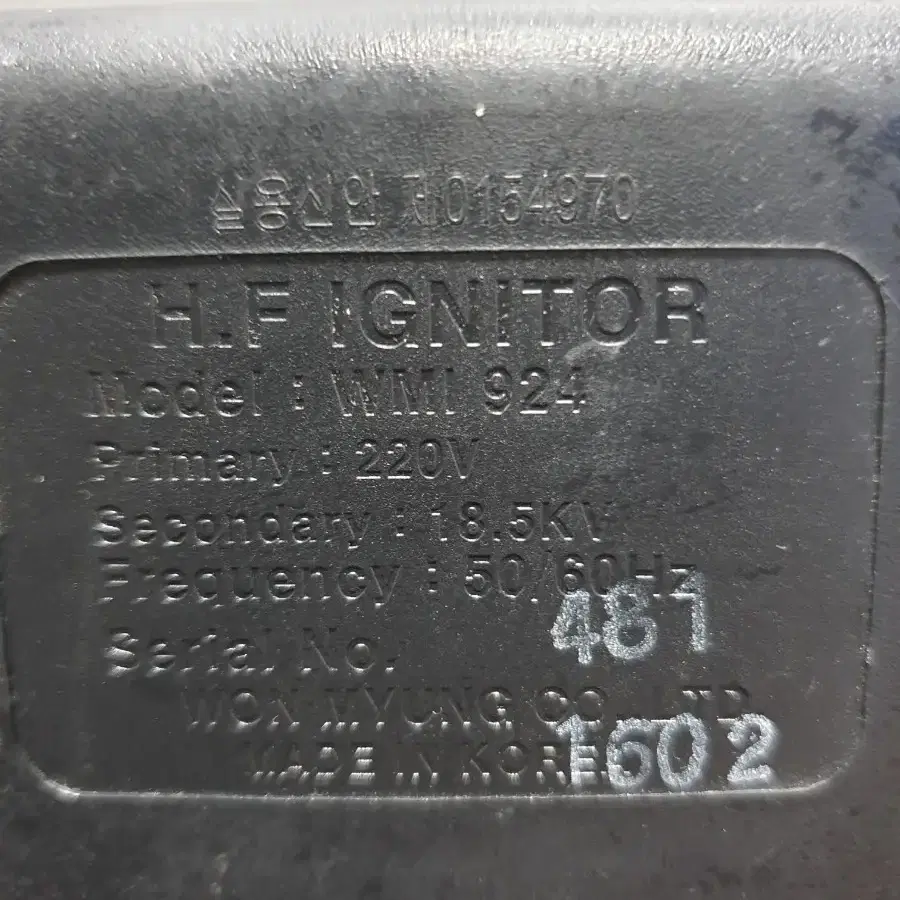 실용신안 제0154970
H.F IGNITOR
Model : WMI 924
Primary : 220V
Secondary : 18.5KV
Frequency : 50/60Hz
481
Serial No.
WON MYUNG CO., LTD
MADE IN KOREA
1602